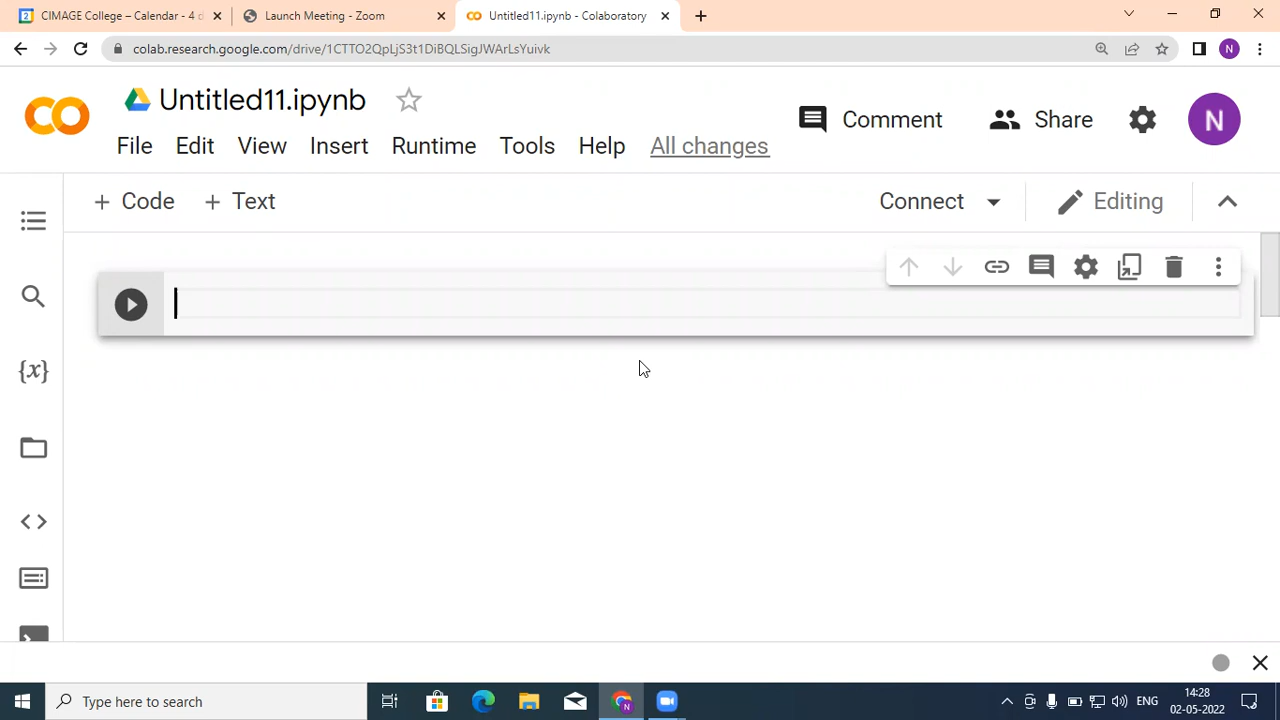 CIMAGE College – Calendar - 4 d
Launch Meeting - Zoom
Untitled11.ipynb - Colaboratory
colab.research.google.com/drive/1CTTO2QpLjS3t1DiBQLSigJWArLsYuivk
N
Untitled11.ipynb
Comment
Share
N
File
Edit
View
Insert
Runtime
Tools
Help
All changes
+ Code
+ Text
Connect
Editing
{x}
Type here to search
ENG
14:28
02-05-2022